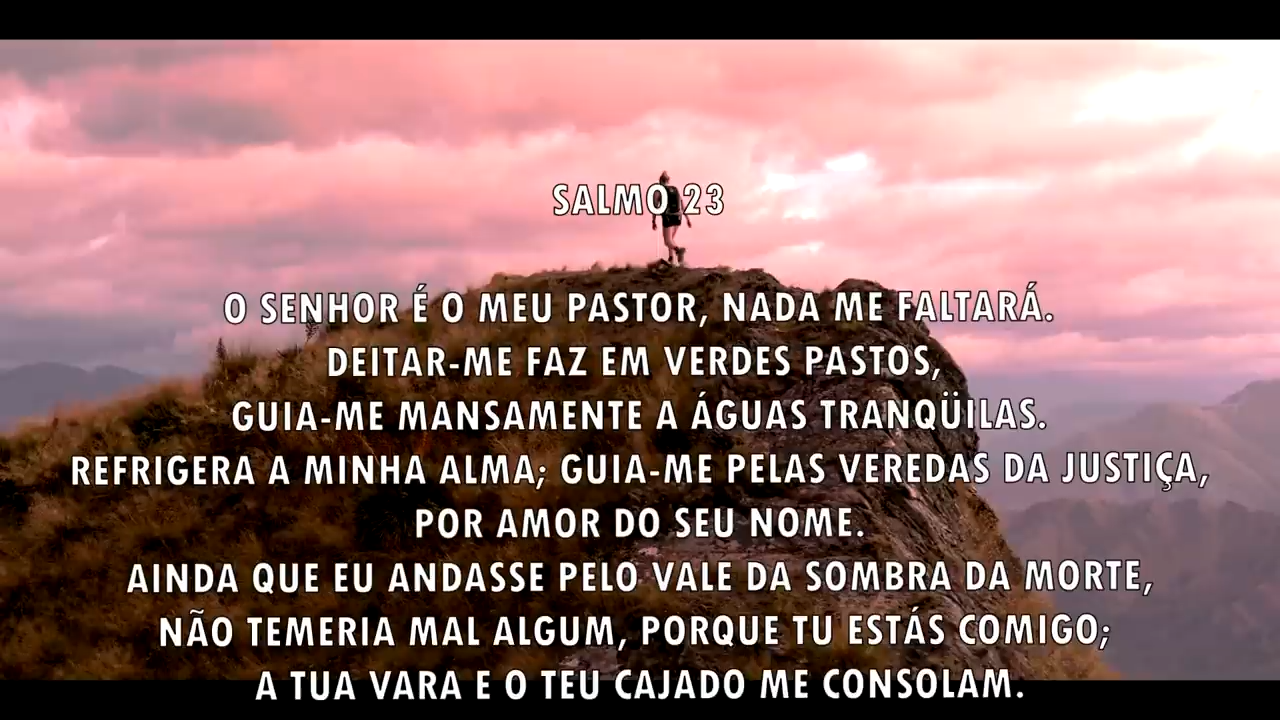 SALMO 23
O SENHOR É O MEU PASTOR, NADA ME FALTARÁ.
DEITAR-ME FAZ EM VERDES PASTOS,
GUIA-ME MANSAMENTE A ÁGUAS TRANQÜILAS.
REFRIGERA A MINHA ALMA; GUIA-ME PELAS VEREDAS DA JUSTIÇA,
POR AMOR DO SEU NOME.
AINDA QUE EU ANDASSE PELO VALE DA SOMBRA DA MORTE,
NÃO TEMERIA MAL ALGUM, PORQUE TU ESTÁS COMIGO;
A TUA VARA E O TEU CAJADO ME CONSOLAM.